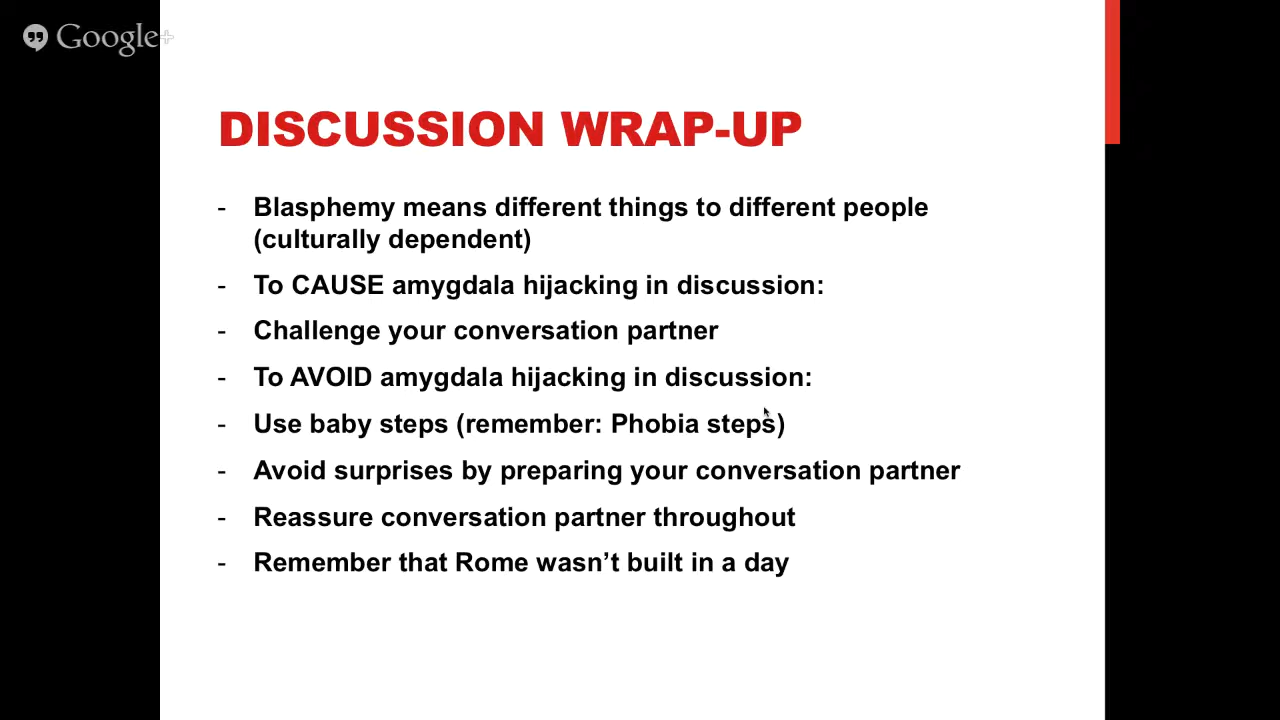 Google+
DISCUSSION WRAP-UP
- Blasphemy means different things to different people
(culturally dependent)
- To CAUSE amygdala hijacking in discussion:
- Challenge your conversation partner
- To AVOID amygdala hijacking in discussion:
- Use baby steps (remember: Phobia steps)
- Avoid surprises by preparing your conversation partner
- Reassure conversation partner throughout
- Remember that Rome wasn’t built in a day